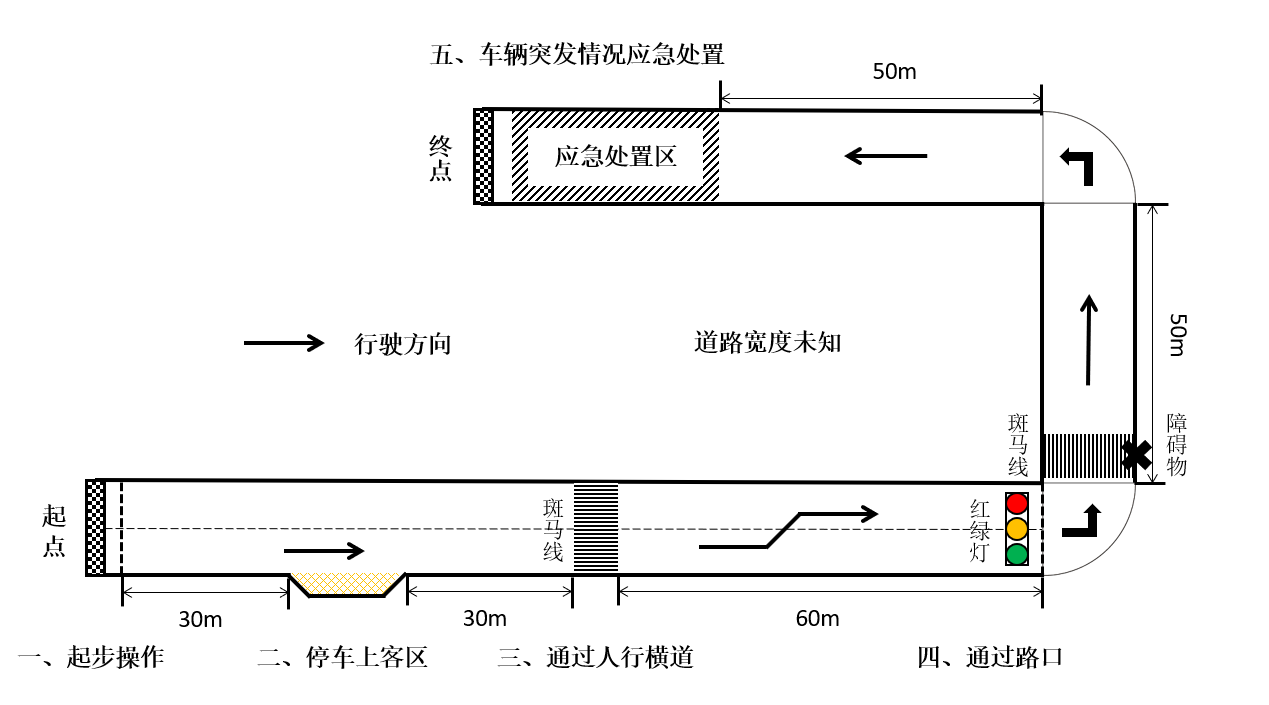 五、车辆突发情况应急处置
50m
终点
应急处置区
行驶方向
道路宽度未知
50m
斑马线
障碍物
起点
斑马线
红绿灯
30m
30m
60m
一、起步操作
二、停车上客区
三、通过人行横道
四、通过路口